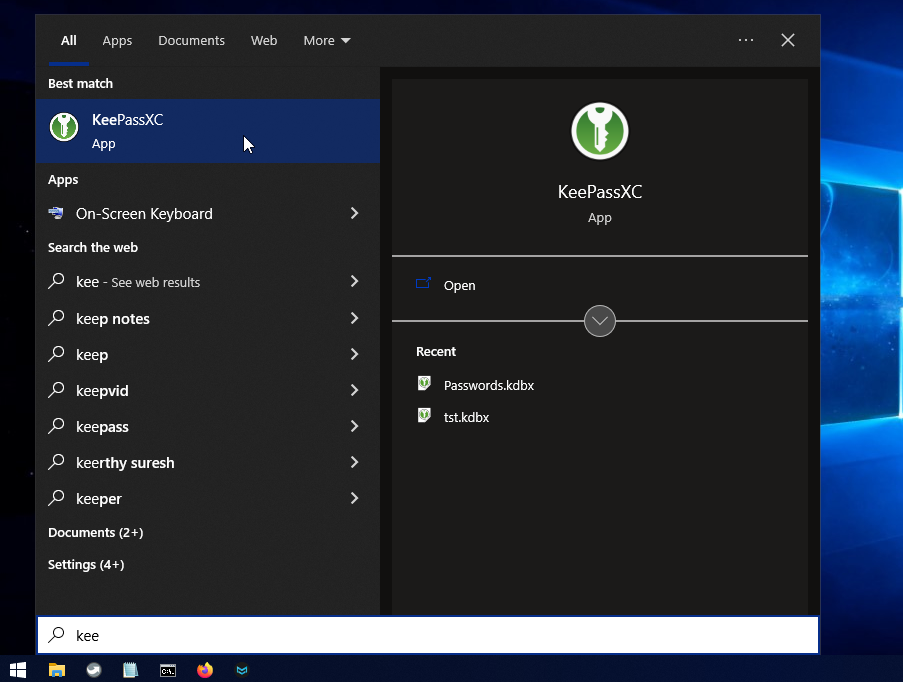 All Apps Documents Web More
Best match
KeePassXC
App
Apps
On-Screen Keyboard
Search the web
kee - See web results
keep notes
keep
keepvid
keepass
keerthy suresh
keeper
Documents (2+)
Settings (4+)
KeePassXC
App
Open
Recent
Passwords.kdbx
tst.kdbx
kee
C:\.